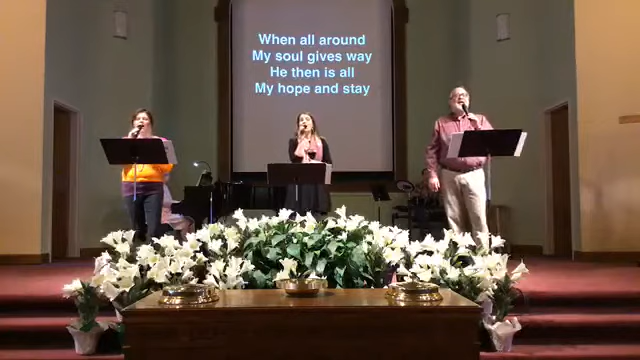 When all around
My soul gives way
He then is all
My hope and stay